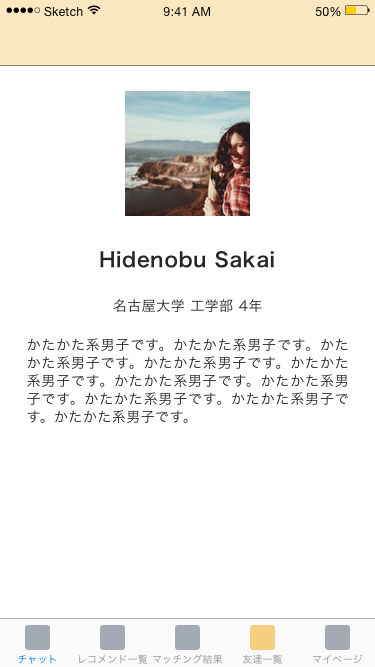 Sketch 9:41 AM 50%
Hidenobu Sakai
名古屋大学 工学部 4年
かたかた系男子です。かたかた系男子です。かた
かた系男子です。かたかた系男子です。かたかた
系男子です。かたかた系男子です。かたかた系男
子です。かたかた系男子です。かたかた系男子で
す。かたかた系男子です。
チャット レコメンド一覧 マッチング結果 友達一覧 マイページ